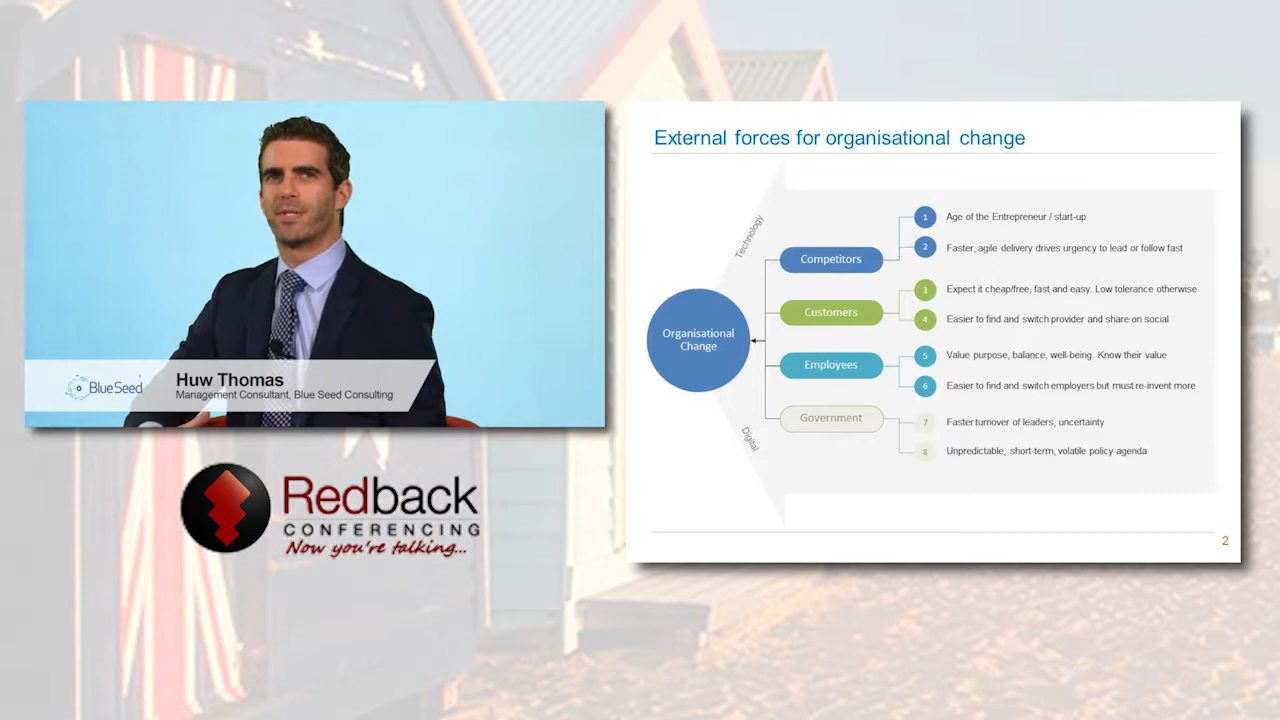 BlueSeed
Huw Thomas
Management Consultant, Blue Seed Consulting
Redback
CONFERENCING
Now you're talking...
External forces for organisational change
Technology
Digital
Organisational
Change
Competitors
1 Age of the Entrepreneur / start-up
2 Faster, agile delivery drives urgency to lead or follow fast
Customers
3 Expect it cheap/free, fast and easy. Low tolerance otherwise
4 Easier to find and switch provider and share on social
Employees
5 Value purpose, balance, well-being. Know their value
6 Easier to find and switch employers but must re-invent more
Government
7 Faster turnover of leaders, uncertainty
8 Unpredictable, short-term, volatile policy agenda
2